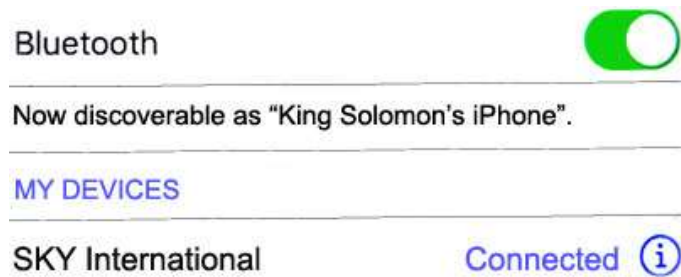 Bluetooth
Now discoverable as “King Solomon’s iPhone”.
MY DEVICES
SKY International Connected